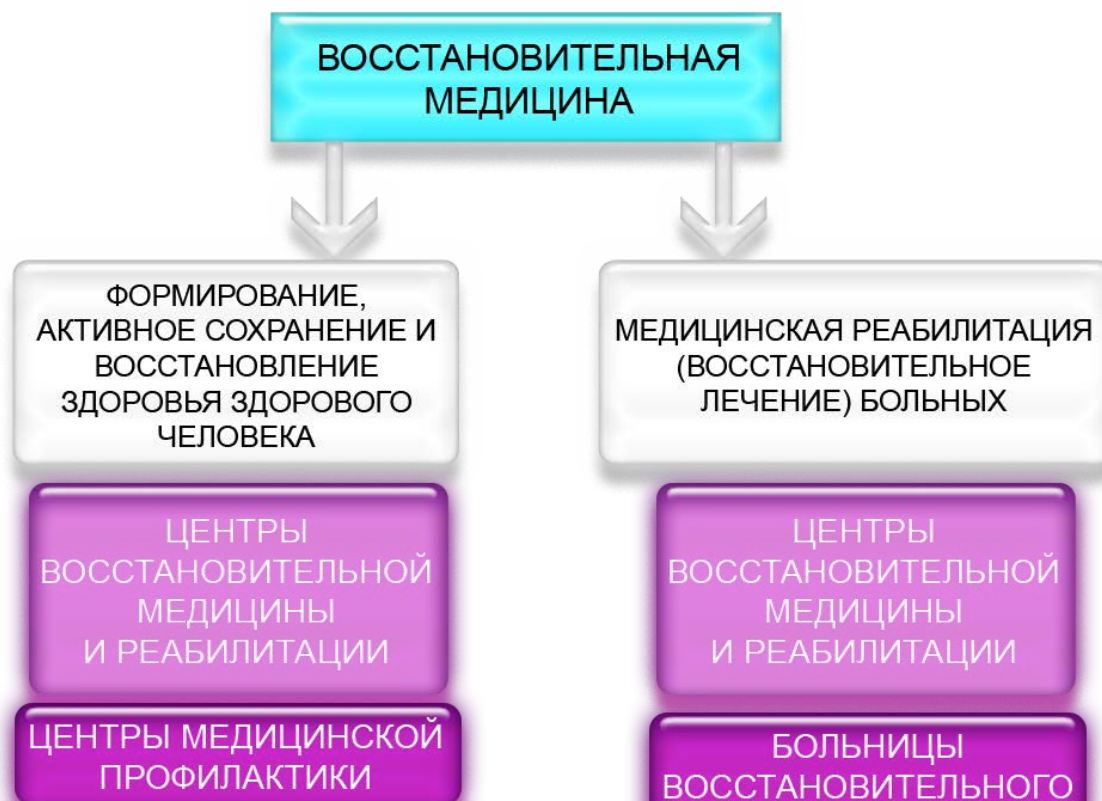 ВОССТАНОВИТЕЛЬНАЯ
МЕДИЦИНА
ФОРМИРОВАНИЕ,
АКТИВНОЕ СОХРАНЕНИЕ И
ВОССТАНОВЛЕНИЕ
ЗДОРОВЬЯ ЗДОРОВОГО
ЧЕЛОВЕКА
МЕДИЦИНСКАЯ РЕАБИЛИТАЦИЯ
(ВОССТАНОВИТЕЛЬНОЕ
ЛЕЧЕНИЕ) БОЛЬНЫХ
ЦЕНТРЫ
ВОССТАНОВИТЕЛЬНОЙ
МЕДИЦИНЫ
И РЕАБИЛИТАЦИИ
ЦЕНТРЫ
ВОССТАНОВИТЕЛЬНОЙ
МЕДИЦИНЫ
И РЕАБИЛИТАЦИИ
ЦЕНТРЫ МЕДИЦИНСКОЙ
ПРОФИЛАКТИКИ
БОЛЬНИЦЫ
ВОССТАНОВИТЕЛЬНОГО